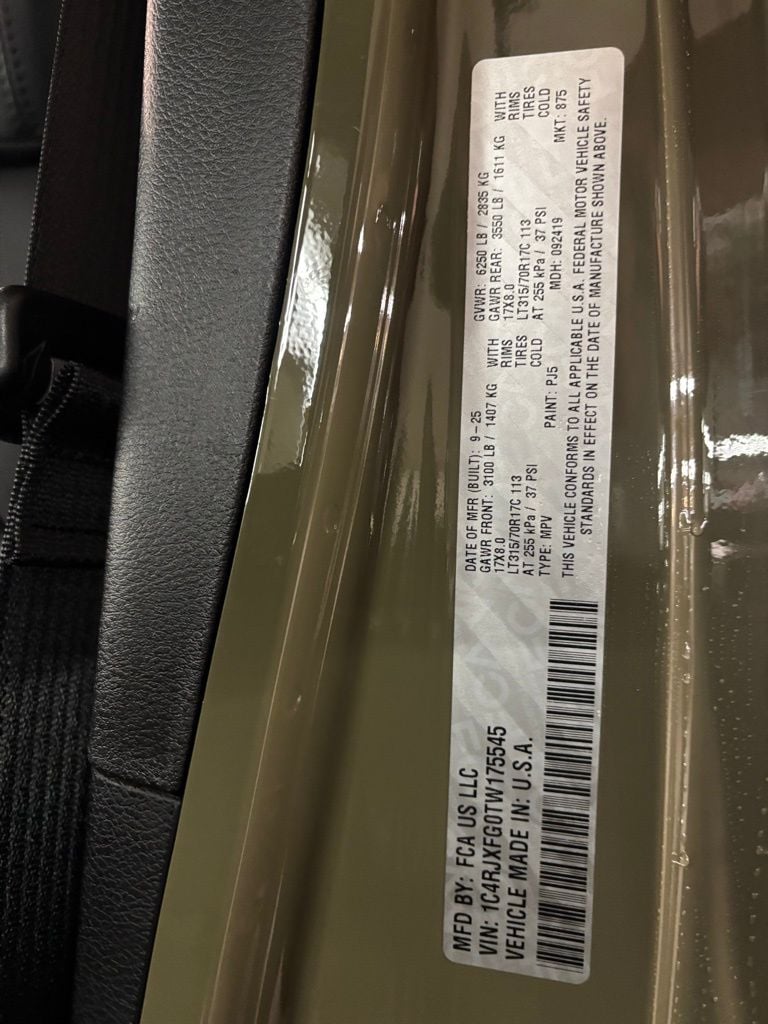 MFD BY: FCA US LLC
VIN: 1C4RJXFG0TW175545
VEHICLE MADE IN: U.S.A.
DATE OF MFR (BUILT): 9-25
GAWR FRONT: 3100 LB / 1407 KG WITH
17X8.0 RIMS
LT315/70R17C 113 TIRES
AT 255 kPa / 37 PSI COLD
TYPE: MPV PAINT: PJ5
GVWR: 6250 LB / 2835 KG
GAWR REAR: 3550 LB / 1611 KG WITH
17X8.0 RIMS
LT315/70R17C 113 TIRES
AT 255 kPa / 37 PSI COLD
MDH: 092419 MKT: 875
THIS VEHICLE CONFORMS TO ALL APPLICABLE U.S.A. FEDERAL MOTOR VEHICLE SAFETY
STANDARDS IN EFFECT ON THE DATE OF MANUFACTURE SHOWN ABOVE.